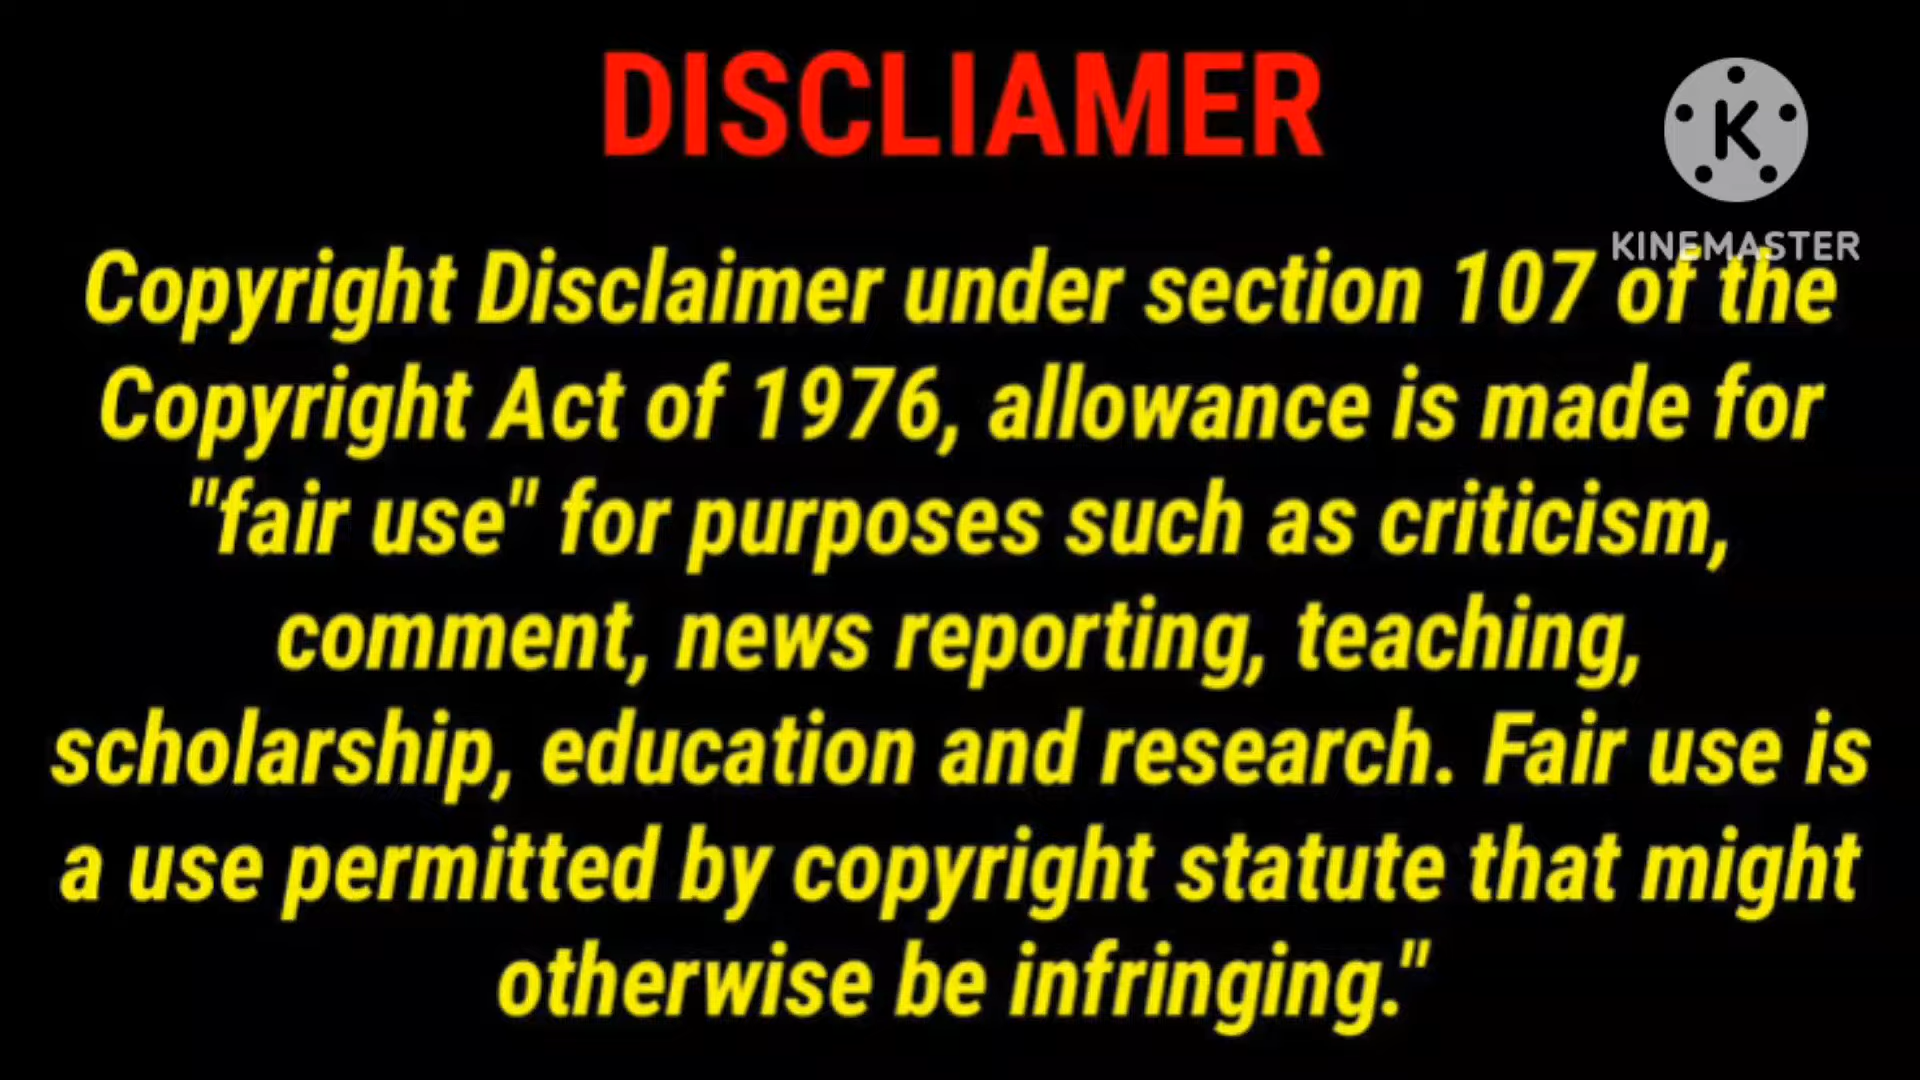 DISCLIAMER
K
KINEMASTER
Copyright Disclaimer under section 107 of the
Copyright Act of 1976, allowance is made for
"fair use" for purposes such as criticism,
comment, news reporting, teaching,
scholarship, education and research. Fair use is
a use permitted by copyright statute that might
otherwise be infringing."